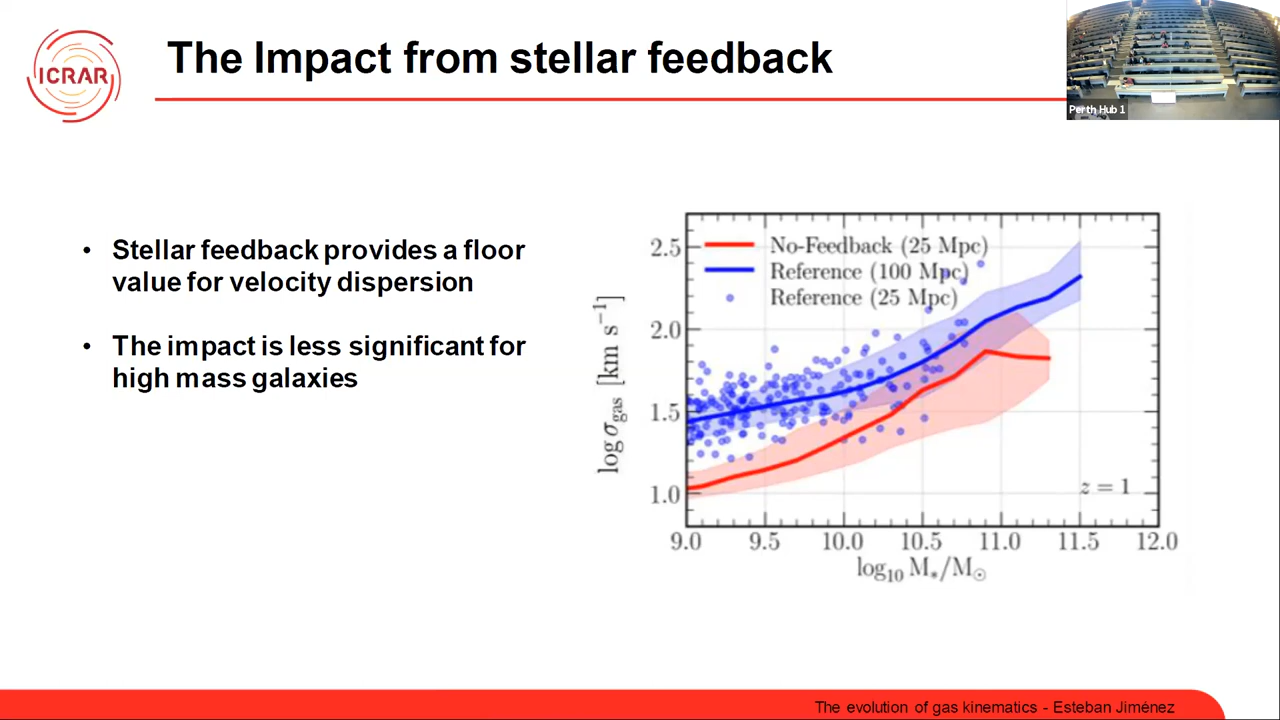 ICRAR
The Impact from stellar feedback
Perth Hub 1
• Stellar feedback provides a floor
value for velocity dispersion
• The impact is less significant for
high mass galaxies
No-Feedback (25 Mpc)
Reference (100 Mpc)
Reference (25 Mpc)
log σgas [km s⁻¹]
2.5
2.0
1.5
1.0
z = 1
9.0 9.5 10.0 10.5 11.0 11.5 12.0
log₁₀ M*/M⊙
The evolution of gas kinematics - Esteban Jiménez